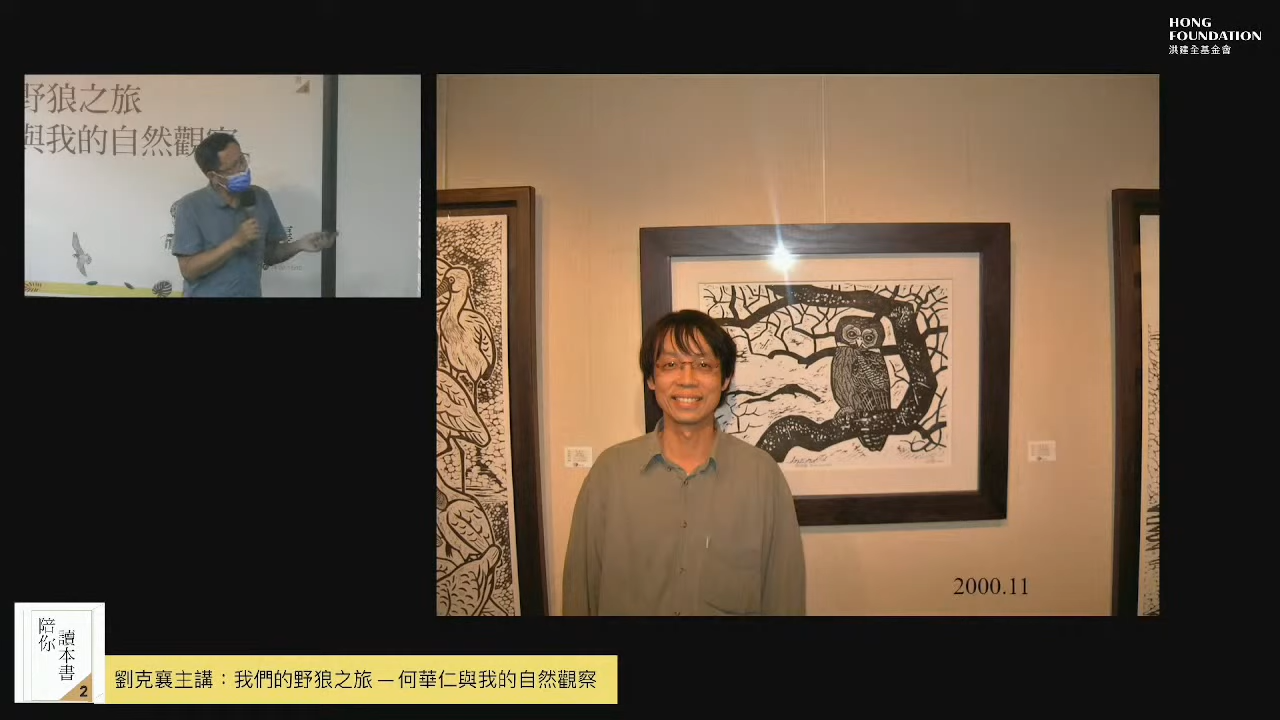 HONG
FOUNDATION
洪建全基金會
野狼之旅
與我的自然觀察
2000.11
陪你
讀本書
2
劉克襄主講：我們的野狼之旅 — 何華仁與我的自然觀察